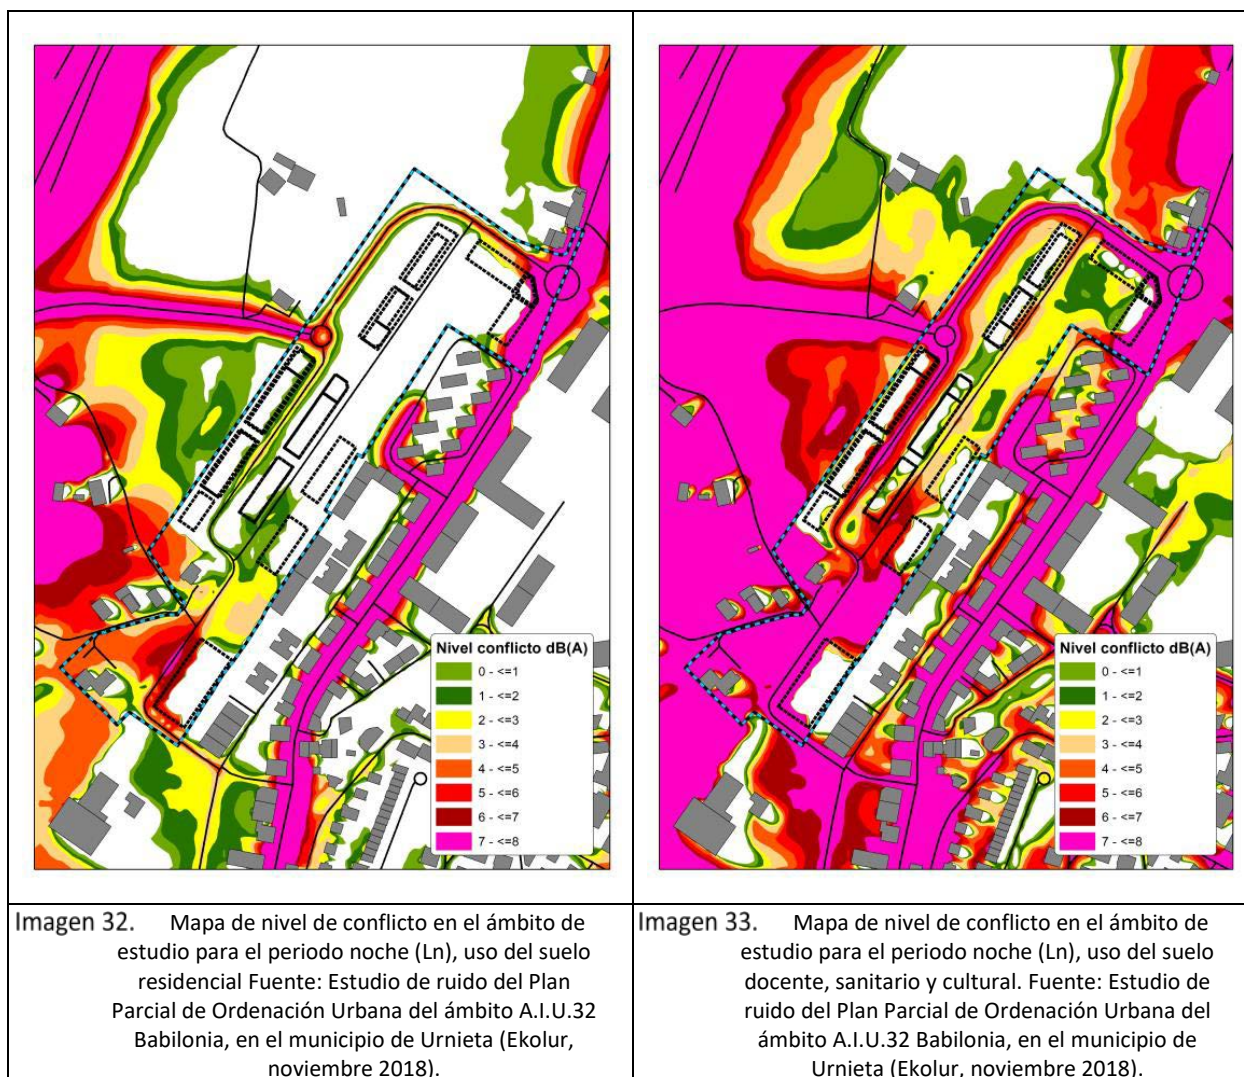 Nivel conflicto dB(A)
0 - <=1
1 - <=2
2 - <=3
3 - <=4
4 - <=5
5 - <=6
6 - <=7
7 - <=8
Nivel conflicto dB(A)
0 - <=1
1 - <=2
2 - <=3
3 - <=4
4 - <=5
5 - <=6
6 - <=7
7 - <=8
Imagen 32. Mapa de nivel de conflicto en el ámbito de
estudio para el periodo noche (Ln), uso del suelo
residencial Fuente: Estudio de ruido del Plan
Parcial de Ordenación Urbana del ámbito A.I.U.32
Babilonia, en el municipio de Urnieta (Ekolur,
noviembre 2018).
Imagen 33. Mapa de nivel de conflicto en el ámbito de
estudio para el periodo noche (Ln), uso del suelo
docente, sanitario y cultural. Fuente: Estudio de
ruido del Plan Parcial de Ordenación Urbana del
ámbito A.I.U.32 Babilonia, en el municipio de
Urnieta (Ekolur, noviembre 2018).